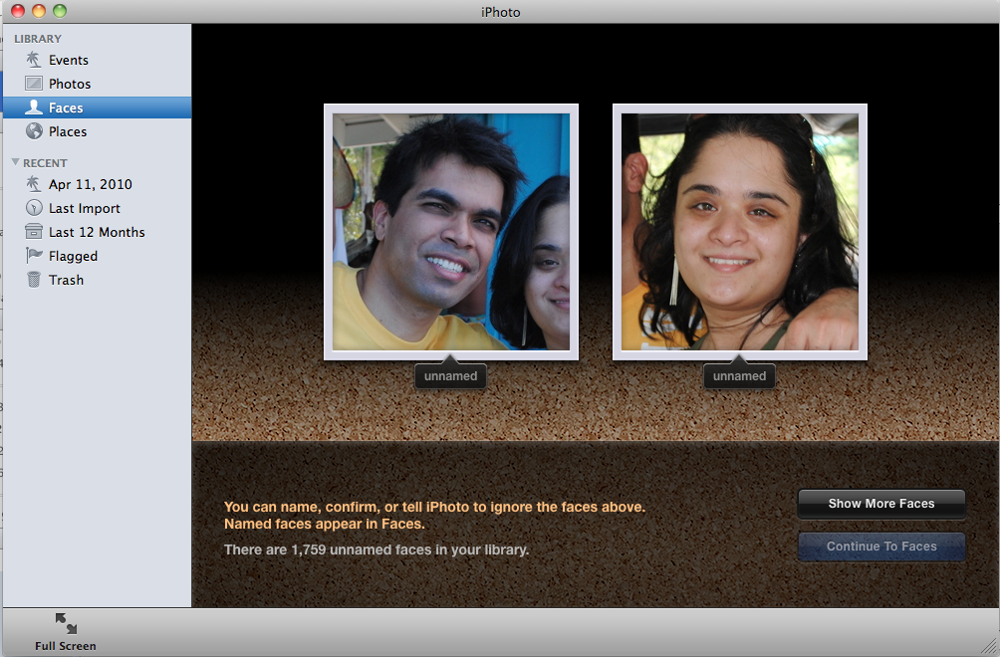 iPhoto
LIBRARY
Events
Photos
Faces
Places
RECENT
Apr 11, 2010
Last Import
Last 12 Months
Flagged
Trash
unnamed
unnamed
You can name, confirm, or tell iPhoto to ignore the faces above.
Named faces appear in Faces.
There are 1,759 unnamed faces in your library.
Show More Faces
Continue To Faces
Full Screen